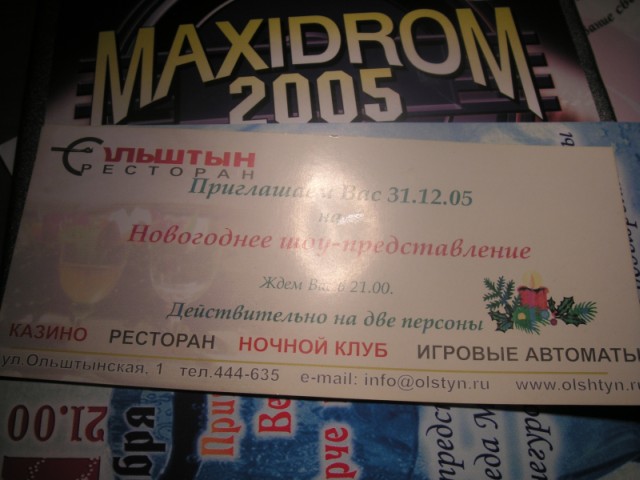 MAXIDROM
2005
Ольштын
РЕСТОРАН
Приглашаем Вас 31.12.05
на
Новогоднее шоу-представление
Ждем Вас в 21.00.
Действительно на две персоны
КАЗИНО РЕСТОРАН НОЧНОЙ КЛУБ ИГРОВЫЕ АВТОМАТЫ
ул.Ольштынская, 1 тел.444-635 e-mail: info@olstyn.ru www.olshtyn.ru
21.00